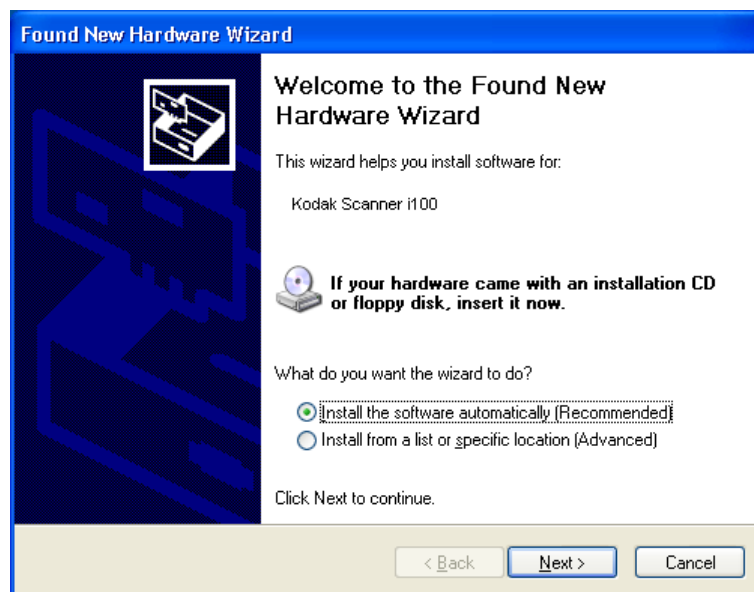 Found New Hardware Wizard
Welcome to the Found New
Hardware Wizard
This wizard helps you install software for:
Kodak Scanner i100
If your hardware came with an installation CD
or floppy disk, insert it now.
What do you want the wizard to do?
Install the software automatically (Recommended)
Install from a list or specific location (Advanced)
Click Next to continue.
< Back
Next >
Cancel